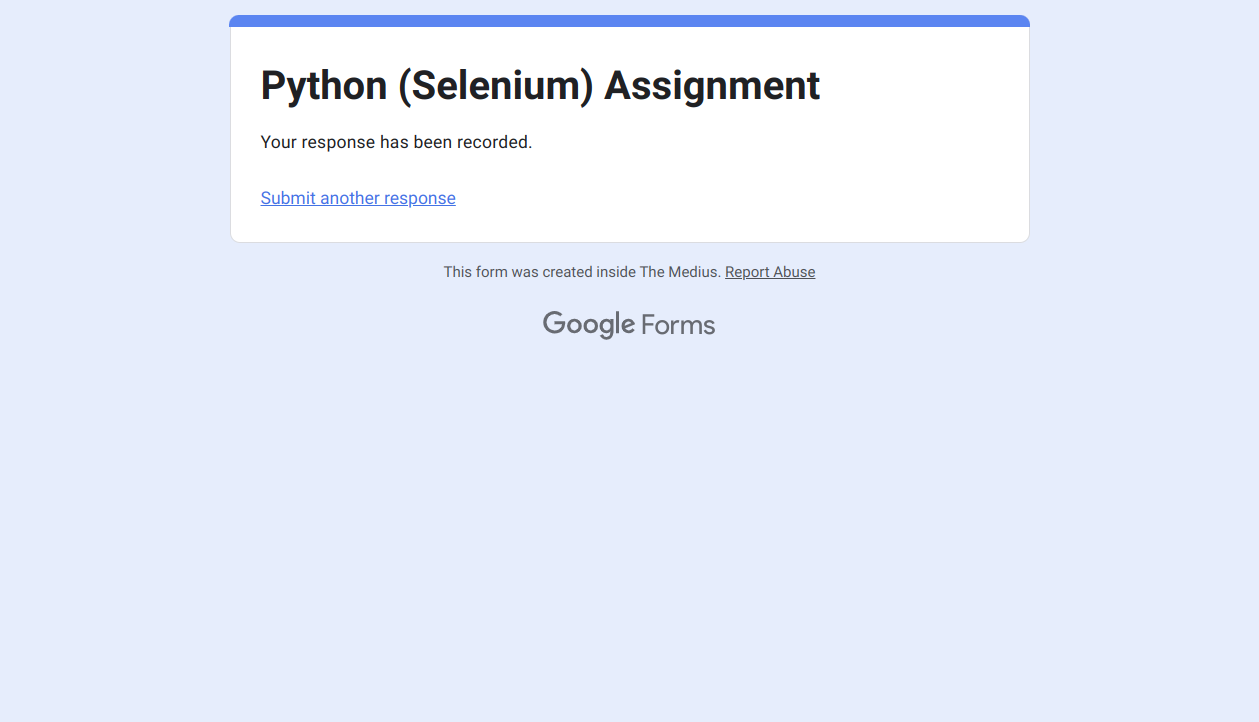 Python (Selenium) Assignment
Your response has been recorded.
Submit another response
This form was created inside The Medius. Report Abuse
Google Forms